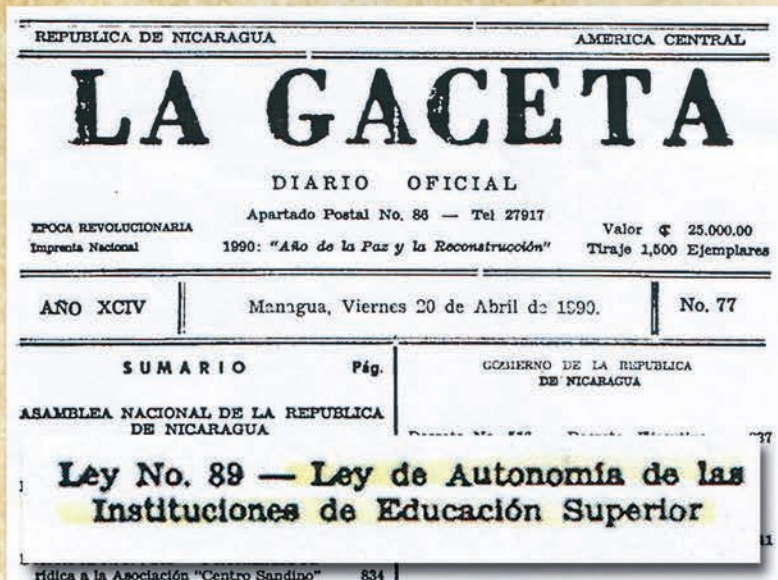 REPUBLICA DE NICARAGUA
AMERICA CENTRAL
LA GACETA
DIARIO OFICIAL
EPOCA REVOLUCIONARIA
Imprenta Nacional
Apartado Postal No. 86 — Tel 27917
1990: "Año de la Paz y la Reconstrucción"
Valor ₡ 25.000.00
Tiraje 1,500 Ejemplares
AÑO XCIV
Managua, Viernes 20 de Abril de 1990.
No. 77
SUMARIO Pág.
ASAMBLEA NACIONAL DE LA REPUBLICA
DE NICARAGUA
GOBIERNO DE LA REPUBLICA
DE NICARAGUA
Ley No. 89 — Ley de Autonomía de las
Instituciones de Educación Superior
rídica a la Asociación "Centro Sandino" 834